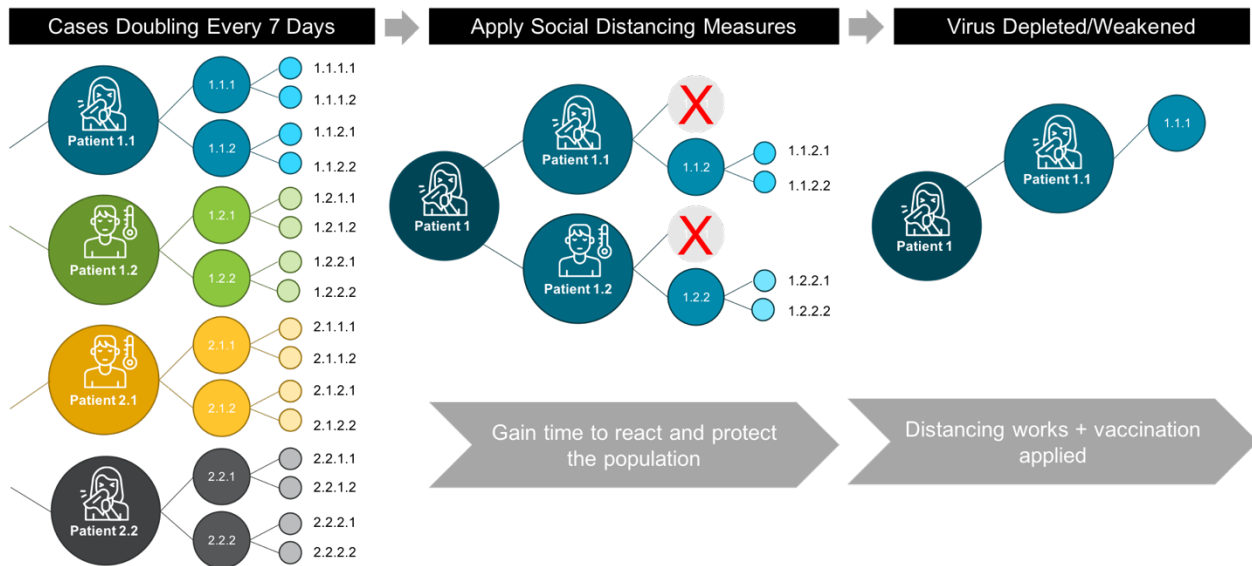 Cases Doubling Every 7 Days
Patient 1.1
1.1.1
1.1.2
1.1.1.1
1.1.1.2
1.1.2.1
1.1.2.2
Patient 1.2
1.2.1
1.2.2
1.2.1.1
1.2.1.2
1.2.2.1
1.2.2.2
Patient 2.1
2.1.1
2.1.2
2.1.1.1
2.1.1.2
2.1.2.1
2.1.2.2
Patient 2.2
2.2.1
2.2.2
2.2.1.1
2.2.1.2
2.2.2.1
2.2.2.2
Apply Social Distancing Measures
Patient 1
Patient 1.1
1.1.2
1.1.2.1
1.1.2.2
Patient 1.2
1.2.2
1.2.2.1
1.2.2.2
Gain time to react and protect
the population
Virus Depleted/Weakened
Patient 1
Patient 1.1
1.1.1
Distancing works + vaccination
applied